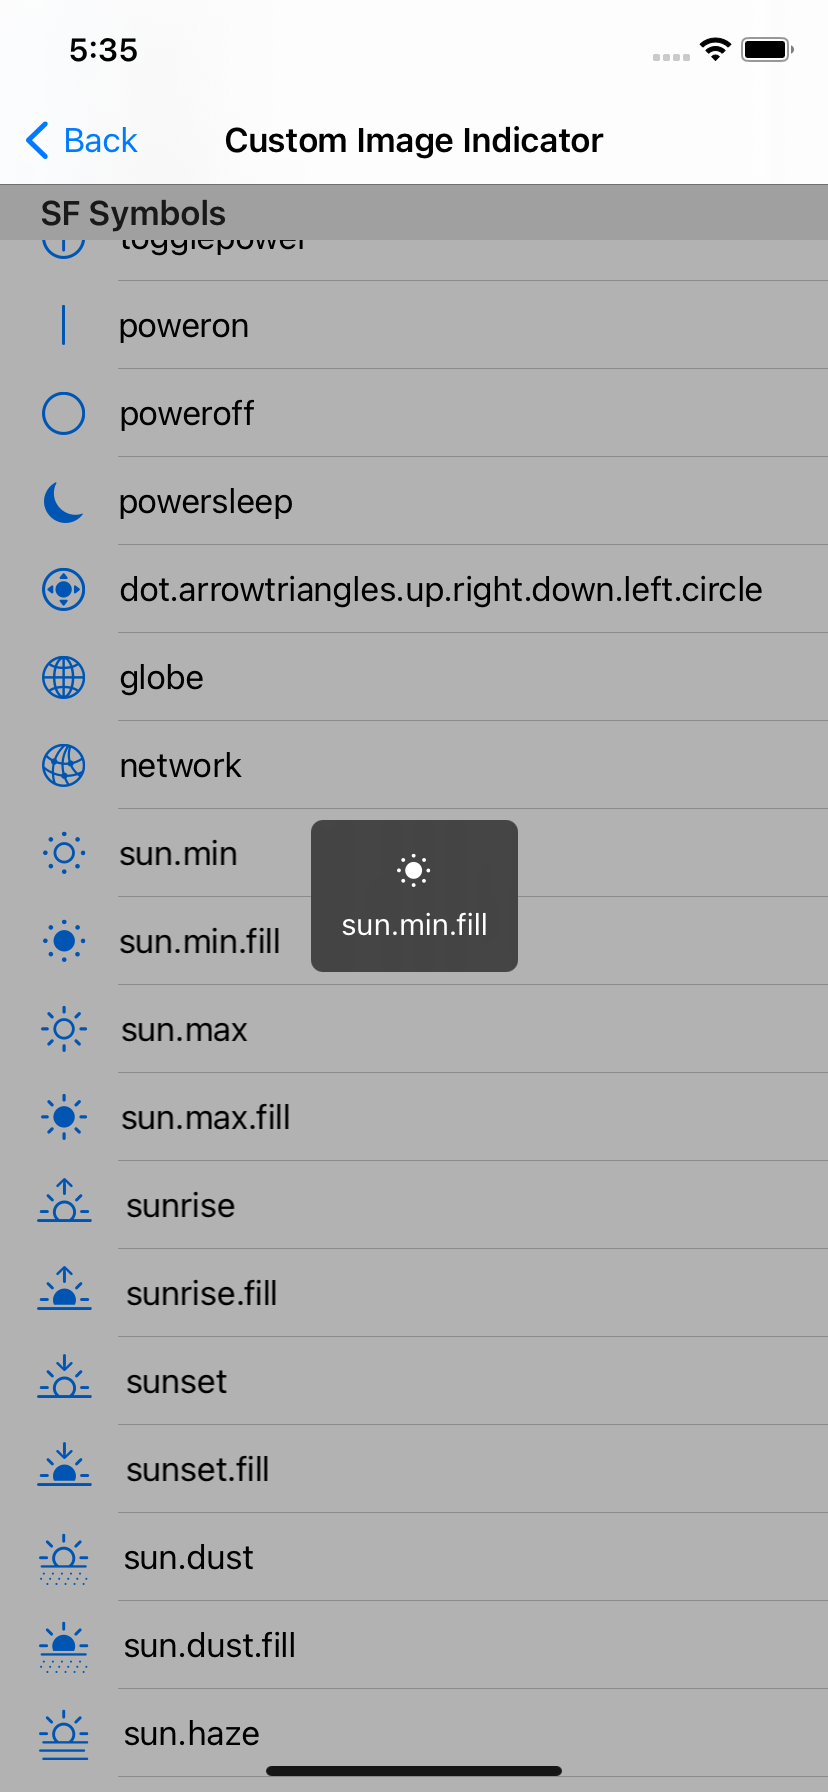 5:35
Back
Custom Image Indicator
SF Symbols
togglepower
poweron
poweroff
powersleep
dot.arrowtriangles.up.right.down.left.circle
globe
network
sun.min
sun.min.fill
sun.min.fill
sun.max
sun.max.fill
sunrise
sunrise.fill
sunset
sunset.fill
sun.dust
sun.dust.fill
sun.haze